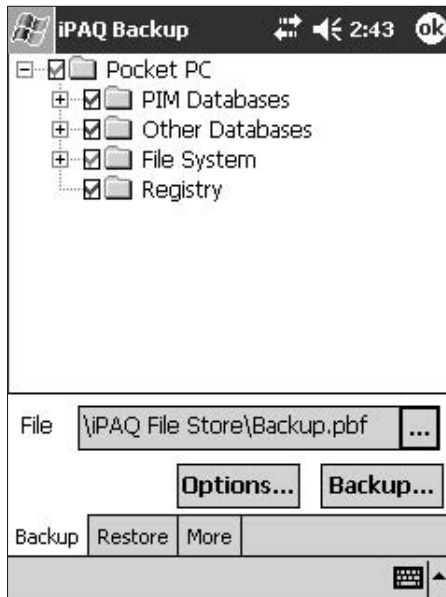 iPAQ Backup 2:43 ok
Pocket PC
PIM Databases
Other Databases
File System
Registry
File \iPAQ File Store\Backup.pbf ...
Options... Backup...
Backup Restore More